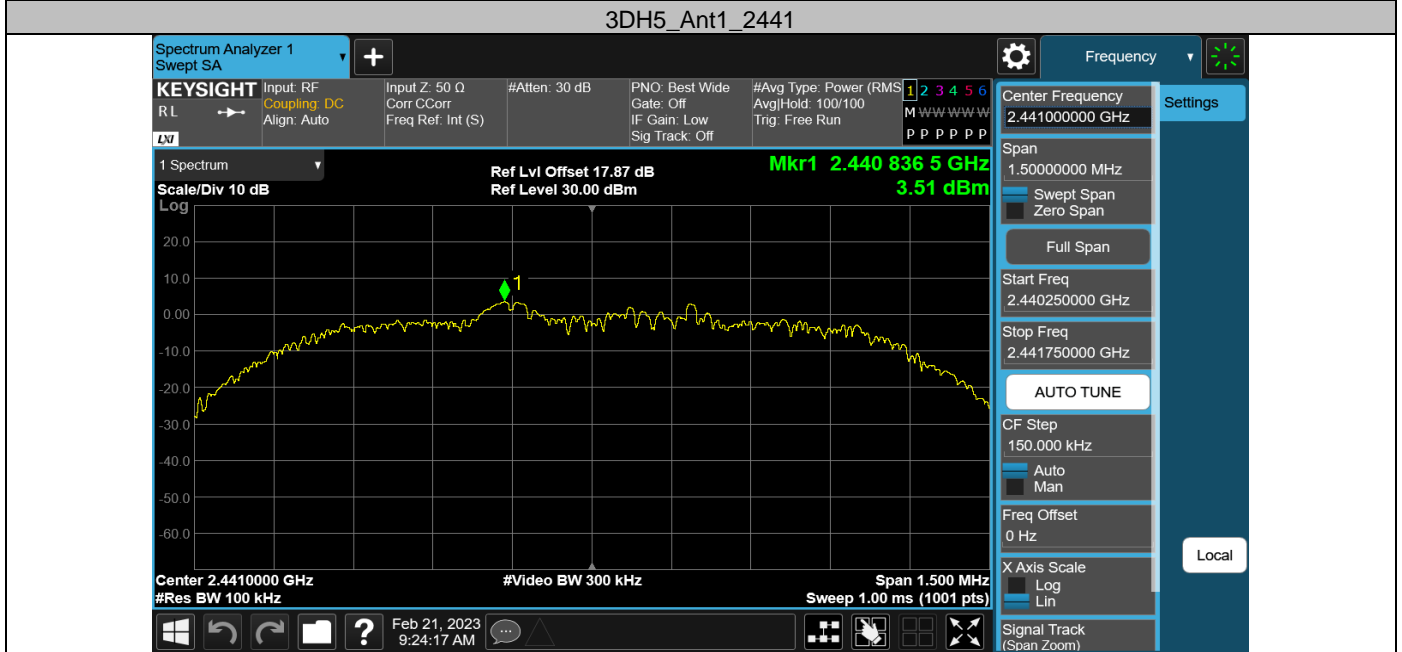 3DH5_Ant1_2441
Spectrum Analyzer 1
Swept SA
Frequency
KEYSIGHT
RL
LXI
Input: RF
Coupling: DC
Align: Auto
Input Z: 50 Ω
Corr CCorr
Freq Ref: Int (S)
#Atten: 30 dB
PNO: Best Wide
Gate: Off
IF Gain: Low
Sig Track: Off
#Avg Type: Power (RMS
Avg|Hold: 100/100
Trig: Free Run
1 2 3 4 5 6
M W W W W W
P P P P P P
1 Spectrum
Scale/Div 10 dB
Log
Ref Lvl Offset 17.87 dB
Ref Level 30.00 dBm
Mkr1 2.440 836 5 GHz
3.51 dBm
1
20.0
10.0
0.00
-10.0
-20.0
-30.0
-40.0
-50.0
-60.0
Center 2.4410000 GHz
#Res BW 100 kHz
#Video BW 300 kHz
Span 1.500 MHz
Sweep 1.00 ms (1001 pts)
Feb 21, 2023
9:24:17 AM
Center Frequency
2.441000000 GHz
Settings
Span
1.50000000 MHz
Swept Span
Zero Span
Full Span
Start Freq
2.440250000 GHz
Stop Freq
2.441750000 GHz
AUTO TUNE
CF Step
150.000 kHz
Auto
Man
Freq Offset
0 Hz
X Axis Scale
Log
Lin
Local
Signal Track
(Span Zoom)